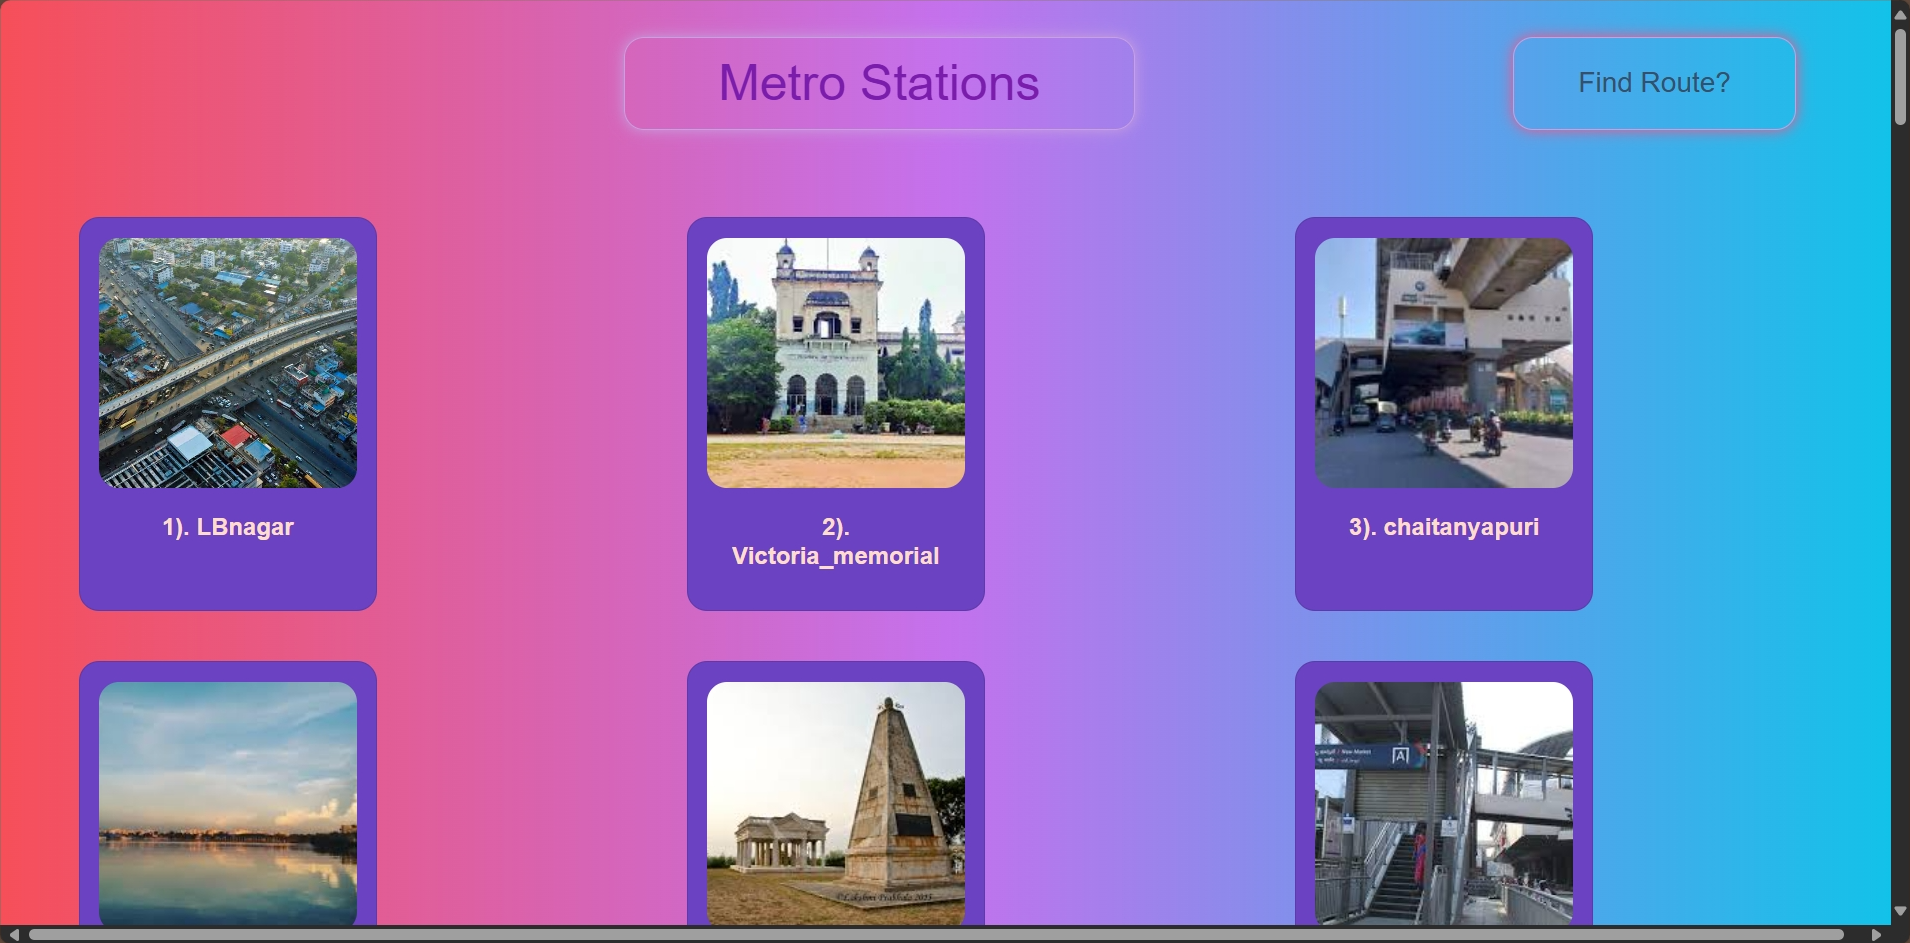 Metro Stations
Find Route?
1). LBnagar
2).
Victoria_memorial
3). chaitanyapuri